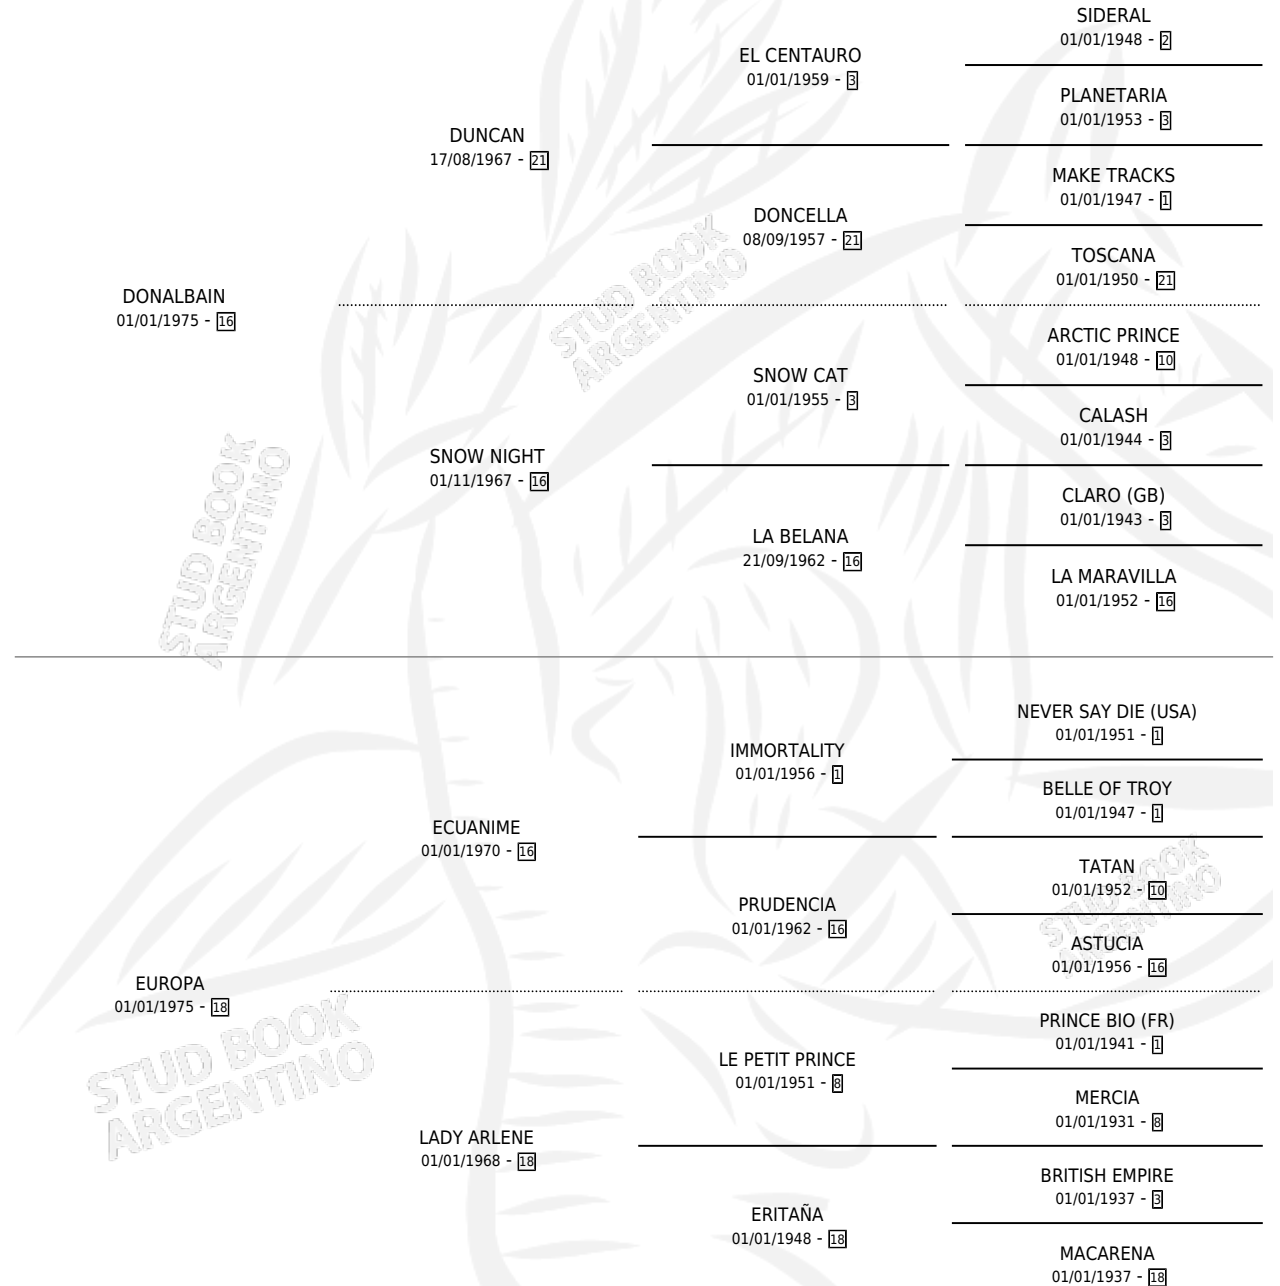 SIDERAL
01/01/1948 - 2
EL CENTAURO
01/01/1959 - 3
PLANETARIA
01/01/1953 - 3
DUNCAN
17/08/1967 - 21
MAKE TRACKS
01/01/1947 - 1
DONCELLA
08/09/1957 - 21
TOSCANA
01/01/1950 - 21
DONALBAIN
01/01/1975 - 16
ARCTIC PRINCE
01/01/1948 - 10
SNOW CAT
01/01/1955 - 3
CALASH
01/01/1944 - 3
SNOW NIGHT
01/11/1967 - 16
CLARO (GB)
01/01/1943 - 3
LA BELANA
21/09/1962 - 16
LA MARAVILLA
01/01/1952 - 16
STUD BOOK
ARGENTINO
STUD BOOK
ARGENTINO
NEVER SAY DIE (USA)
01/01/1951 - 1
IMMORTALITY
01/01/1956 - 1
BELLE OF TROY
01/01/1947 - 1
ECUANIME
01/01/1970 - 16
TATAN
01/01/1952 - 10
PRUDENCIA
01/01/1962 - 16
ASTUCIA
01/01/1956 - 16
EUROPA
01/01/1975 - 18
PRINCE BIO (FR)
01/01/1941 - 1
LE PETIT PRINCE
01/01/1951 - 8
MERCIA
01/01/1931 - 8
LADY ARLENE
01/01/1968 - 18
BRITISH EMPIRE
01/01/1937 - 3
ERITAÑA
01/01/1948 - 18
MACARENA
01/01/1937 - 18
STUD BOOK
ARGENTINO
STUD BOOK
ARGENTINO